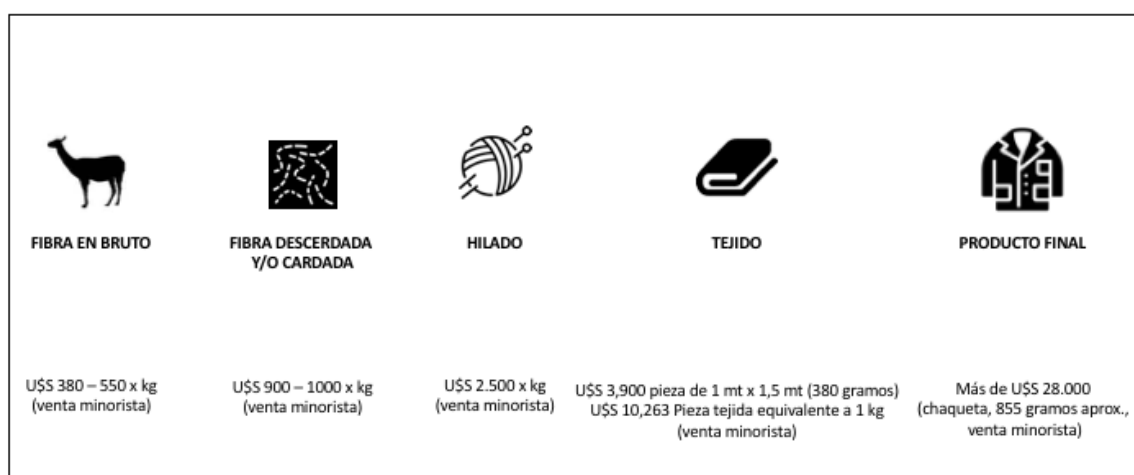 FIBRA EN BRUTO
FIBRA DESCERDADA
Y/O CARDADA
HILADO
TEJIDO
PRODUCTO FINAL
U$S 380 – 550 x kg
(venta minorista)
U$S 900 – 1000 x kg
(venta minorista)
U$S 2.500 x kg
(venta minorista)
U$S 3,900 pieza de 1 mt x 1,5 mt (380 gramos)
U$S 10,263 Pieza tejida equivalente a 1 kg
(venta minorista)
Más de U$S 28.000
(chaqueta, 855 gramos aprox.,
venta minorista)